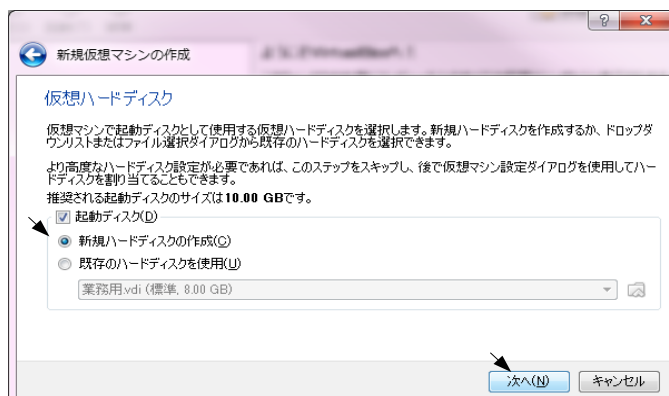 新規仮想マシンの作成
仮想ハードディスク
仮想マシンで起動ディスクとして使用する仮想ハードディスクを選択します。新規ハードディスクを作成するか、ドロップダ
ウンリストまたはファイル選択ダイアログから既存のハードディスクを選択できます。
より高度なハードディスク設定が必要であれば、このステップをスキップし、後で仮想マシン設定ダイアログを使用してハー
ドディスクを割り当てることもできます。
推奨される起動ディスクのサイズは10.00 GBです。
起動ディスク(D)
新規ハードディスクの作成(C)
既存のハードディスクを使用(U)
業務用.vdi (標準, 8.00 GB)
次へ(N) キャンセル